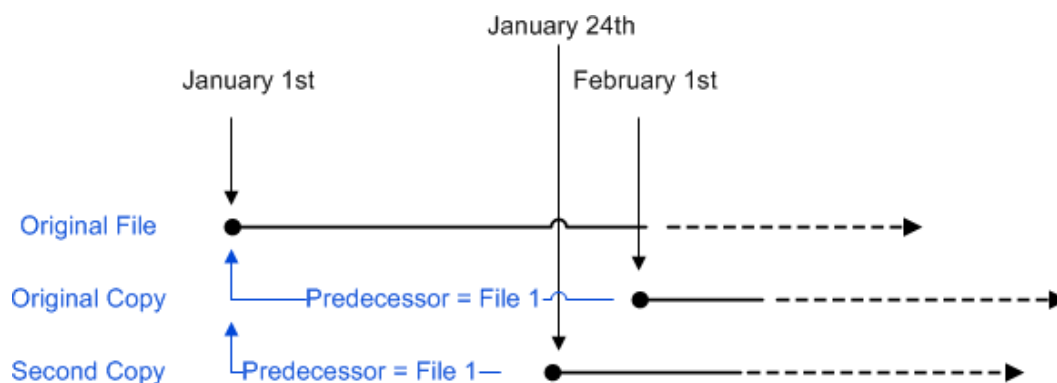 January 24th
January 1st
February 1st
Original File
Original Copy
Predecessor = File 1
Second Copy
Predecessor = File 1